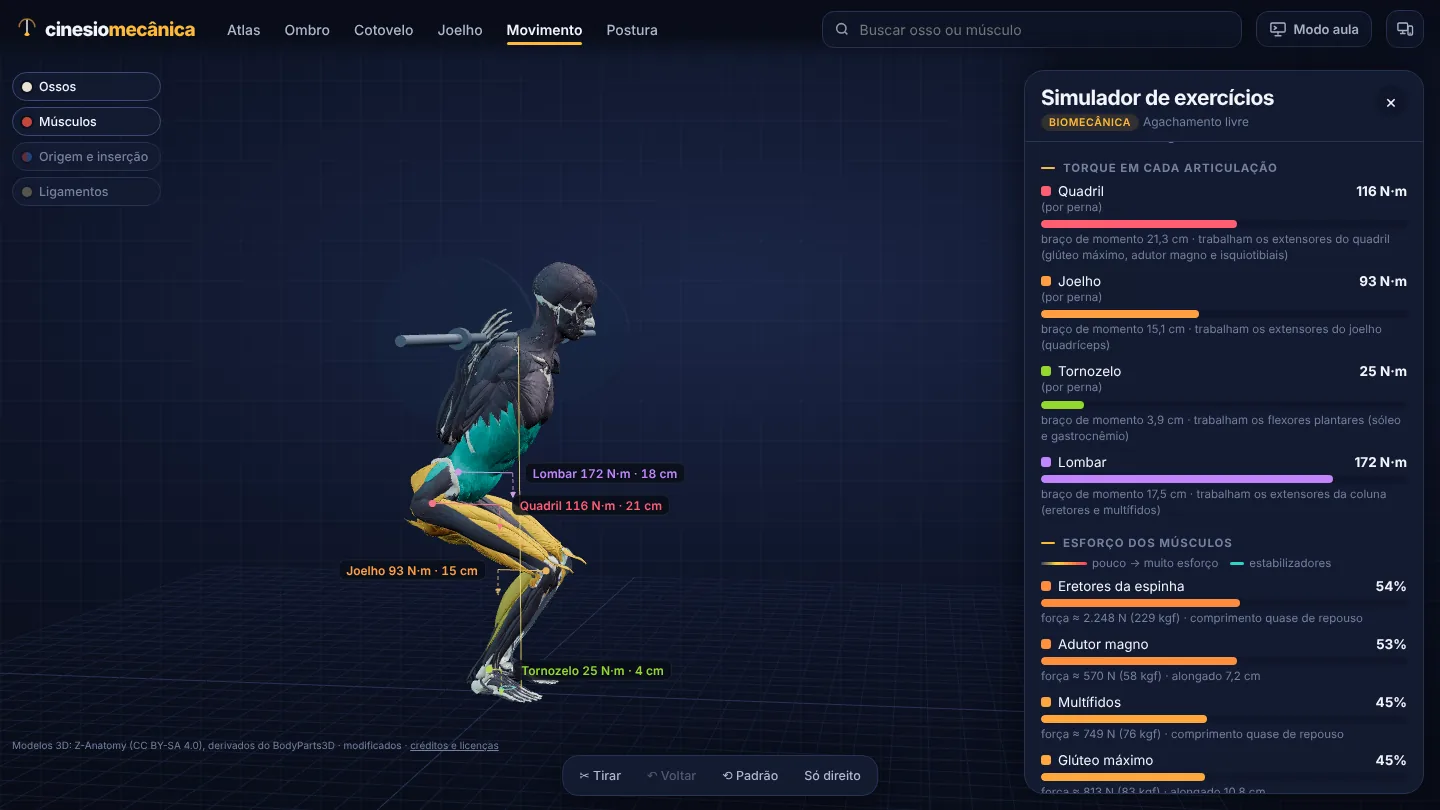 cinesiomecânica
Atlas
Ombro
Cotovelo
Joelho
Movimento
Postura
Buscar osso ou músculo
Modo aula
Ossos
Músculos
Origem e inserção
Ligamentos
Lombar 172 N·m · 18 cm
Quadril 116 N·m · 21 cm
Joelho 93 N·m · 15 cm
Tornozelo 25 N·m · 4 cm
Modelos 3D: Z-Anatomy (CC BY-SA 4.0), derivados do BodyParts3D · modificados · créditos e licenças
✂ Tirar
↶ Voltar
⟲ Padrão
Só direito
Simulador de exercícios
×
BIOMECÂNICA Agachamento livre
TORQUE EM CADA ARTICULAÇÃO
Quadril 116 N·m
(por perna)
braço de momento 21,3 cm · trabalham os extensores do quadril
(glúteo máximo, adutor magno e isquiotibiais)
Joelho 93 N·m
(por perna)
braço de momento 15,1 cm · trabalham os extensores do joelho
(quadríceps)
Tornozelo 25 N·m
(por perna)
braço de momento 3,9 cm · trabalham os flexores plantares (sóleo
e gastrocnêmio)
Lombar 172 N·m
braço de momento 17,5 cm · trabalham os extensores da coluna
(eretores e multífidos)
ESFORÇO DOS MÚSCULOS
pouco → muito esforço estabilizadores
Eretores da espinha 54%
força ≈ 2.248 N (229 kgf) · comprimento quase de repouso
Adutor magno 53%
força ≈ 570 N (58 kgf) · alongado 7,2 cm
Multífidos 45%
força ≈ 749 N (76 kgf) · comprimento quase de repouso
Glúteo máximo 45%
força ≈ 813 N (83 kgf) · alongado 10,8 cm